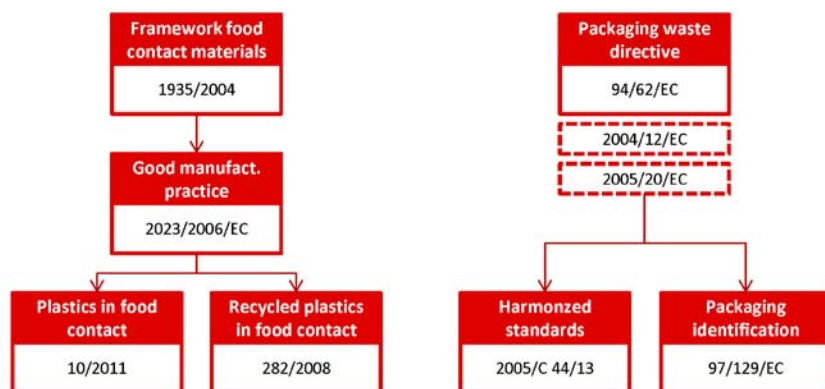 Framework food
contact materials
1935/2004
Good manufact.
practice
2023/2006/EC
Plastics in food
contact
10/2011
Recycled plastics
in food contact
282/2008
Packaging waste
directive
94/62/EC
2004/12/EC
2005/20/EC
Harmonzed
standards
2005/C 44/13
Packaging
identification
97/129/EC